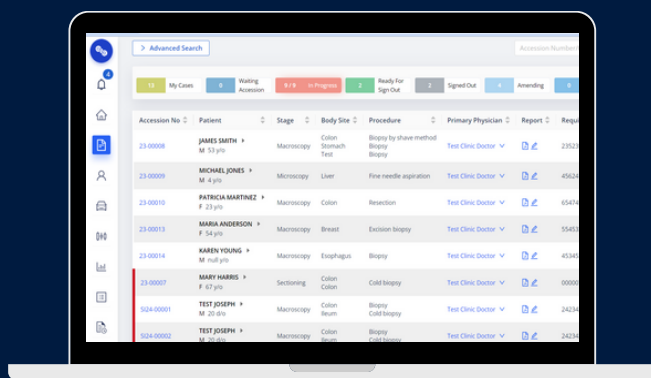 > Advanced Search
Accession Number
4
13 My Cases 0 Waiting Accession 9/9 In Progress 2 Ready For Sign Out 2 Signed Out 4 Amending 0
Accession No Patient Stage Body Site Procedure Primary Physician Report Requi
23-00008 JAMES SMITH M 53 y/o Macroscopy Colon Stomach Test Biopsy by shave method Biopsy Biopsy Test Clinic Doctor 23523
23-00009 MICHAEL JONES M 4 y/o Microscopy Liver Fine needle aspiration Test Clinic Doctor 45624
23-00010 PATRICIA MARTINEZ F 23 y/o Macroscopy Colon Resection Test Clinic Doctor 65474
23-00013 MARIA ANDERSON F 54 y/o Macroscopy Breast Excision biopsy Test Clinic Doctor 55453
23-00014 KAREN YOUNG M null y/o Macroscopy Esophagus Biopsy Test Clinic Doctor 45345
23-00007 MARY HARRIS F 67 y/o Sectioning Colon Colon Cold biopsy Test Clinic Doctor 00000
SI24-00001 TEST JOSEPH M 20 d/o Macroscopy Colon Ileum Biopsy Cold biopsy Test Clinic Doctor 24234
SI24-00002 TEST JOSEPH M 20 d/o Macroscopy Colon Ileum Biopsy Cold biopsy Test Clinic Doctor 24234